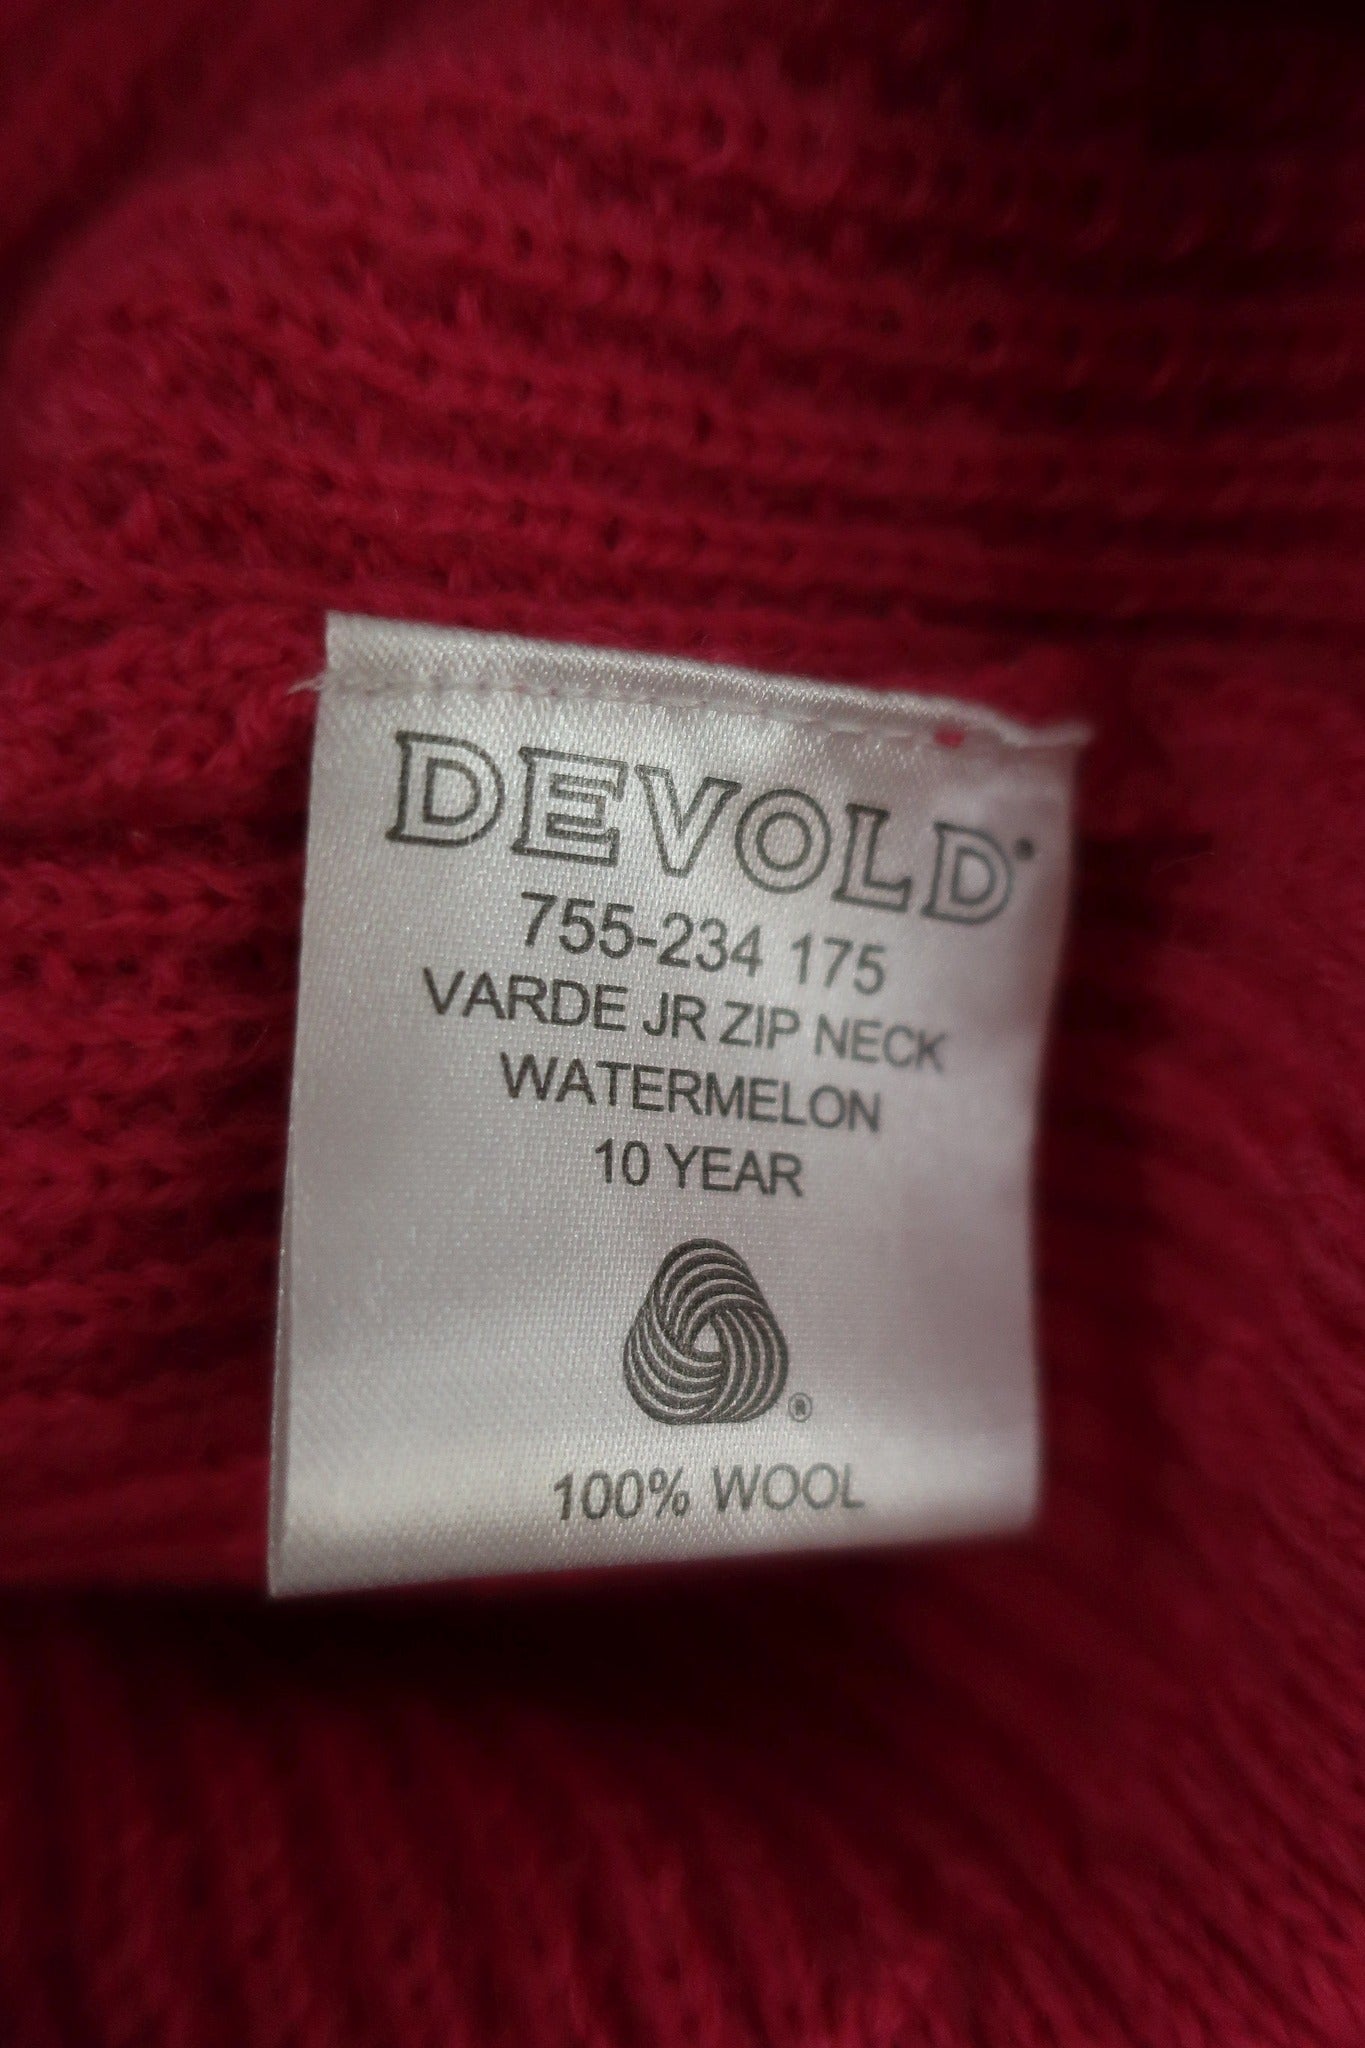 DEVOLD®
755-234 175
VARDE JR ZIP NECK
WATERMELON
10 YEAR
®
100% WOOL